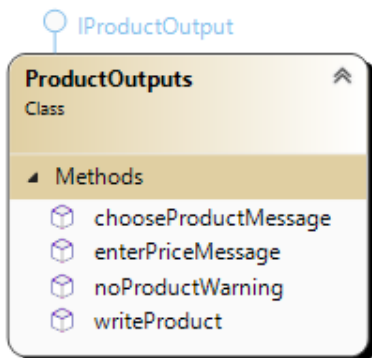 IProductOutput
ProductOutputs
Class
Methods
chooseProductMessage
enterPriceMessage
noProductWarning
writeProduct